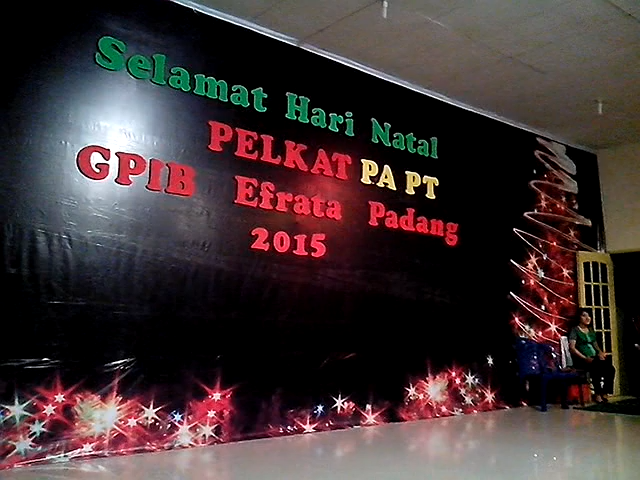 Selamat Hari Natal
PELKAT PA PT
GPIB Efrata Padang
2015